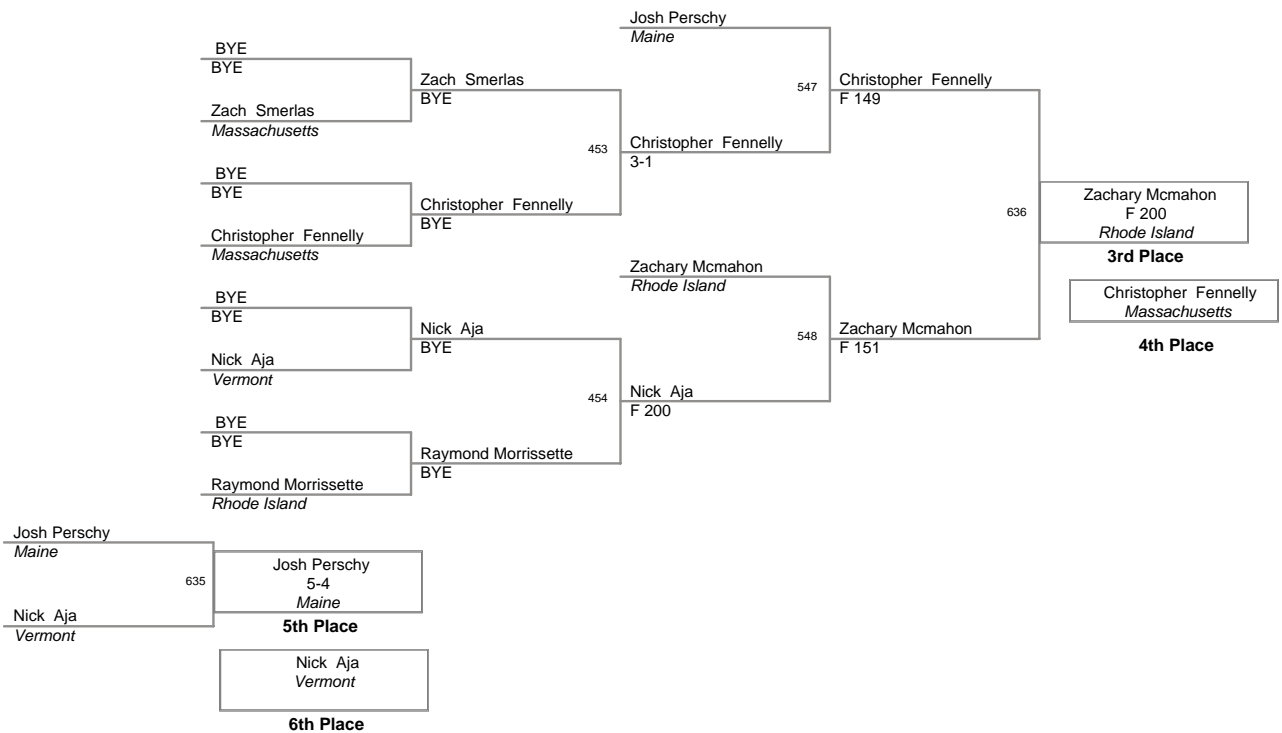 Josh Perschy
Maine
BYE
BYE
Zach Smerlas
BYE
547
Christopher Fennelly
F 149
Zach Smerlas
Massachusetts
453
Christopher Fennelly
3-1
BYE
BYE
Christopher Fennelly
BYE
636
Zachary Mcmahon
F 200
Rhode Island
3rd Place
Christopher Fennelly
Massachusetts
Zachary Mcmahon
Rhode Island
Christopher Fennelly
Massachusetts
4th Place
BYE
BYE
Nick Aja
BYE
548
Zachary Mcmahon
F 151
Nick Aja
Vermont
454
Nick Aja
F 200
BYE
BYE
Raymond Morrissette
BYE
Raymond Morrissette
Rhode Island
Josh Perschy
Maine
635
Josh Perschy
5-4
Maine
5th Place
Nick Aja
Vermont
Nick Aja
Vermont
6th Place